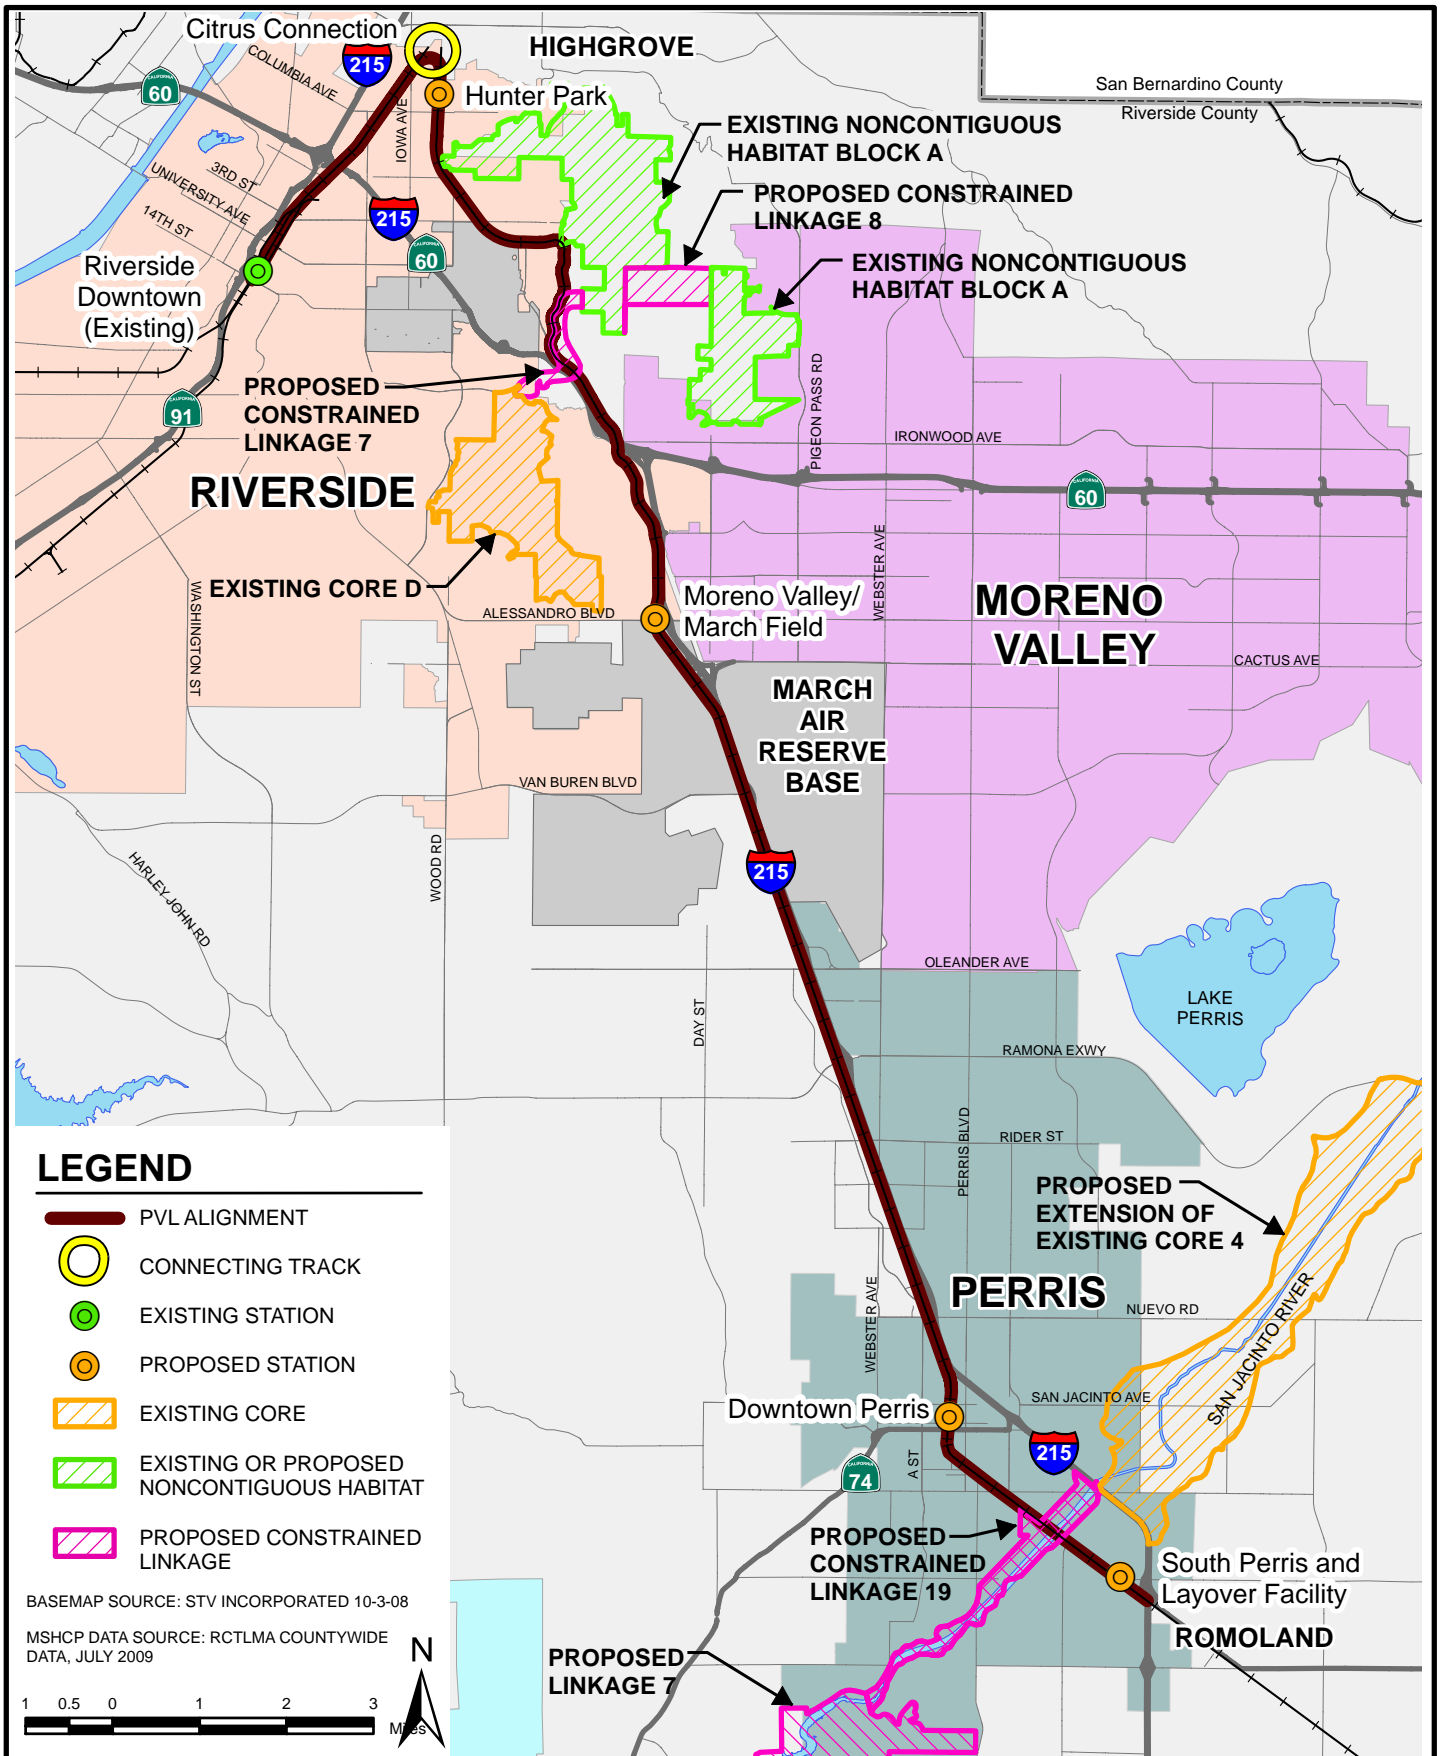 Citrus Connection
HIGHGROVE
215
COLUMBIA AVE
60
Hunter Park
IOWA AVE
San Bernardino County
Riverside County
EXISTING NONCONTIGUOUS
HABITAT BLOCK A
3RD ST
UNIVERSITY AVE
14TH ST
PROPOSED CONSTRAINED
LINKAGE 8
215
CALIFORNIA
60
EXISTING NONCONTIGUOUS
HABITAT BLOCK A
Riverside
Downtown
(Existing)
PROPOSED
CONSTRAINED
LINKAGE 7
CALIFORNIA
91
PIGEON PASS RD
IRONWOOD AVE
RIVERSIDE
CALIFORNIA
60
WEBSTER AVE
EXISTING CORE D
WASHINGTON ST
ALESSANDRO BLVD
Moreno Valley/
March Field
MORENO
VALLEY
CACTUS AVE
MARCH
AIR
RESERVE
BASE
VAN BUREN BLVD
HARLEY JOHN RD
WOOD RD
215
OLEANDER AVE
LAKE
PERRIS
DAY ST
RAMONA EXWY
PERRIS BLVD
RIDER ST
PROPOSED
EXTENSION OF
EXISTING CORE 4
PERRIS
NUEVO RD
WEBSTER AVE
SAN JACINTO RIVER
SAN JACINTO AVE
Downtown Perris
A ST
215
CALIFORNIA
74
PROPOSED
CONSTRAINED
LINKAGE 19
South Perris and
Layover Facility
ROMOLAND
PROPOSED
LINKAGE 7
LEGEND
PVL ALIGNMENT
CONNECTING TRACK
EXISTING STATION
PROPOSED STATION
EXISTING CORE
EXISTING OR PROPOSED
NONCONTIGUOUS HABITAT
PROPOSED CONSTRAINED
LINKAGE
BASEMAP SOURCE: STV INCORPORATED 10-3-08
MSHCP DATA SOURCE: RCTLMA COUNTYWIDE
DATA, JULY 2009
N
1 0.5 0 1 2 3
Miles